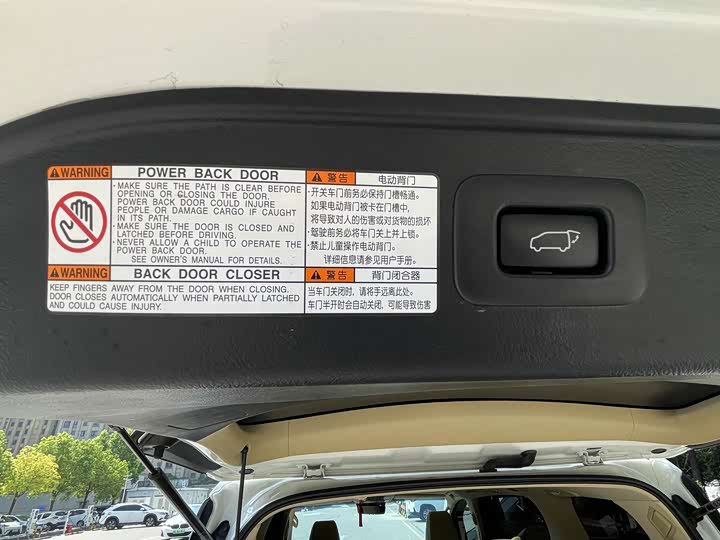 WARNING POWER BACK DOOR
·MAKE SURE THE PATH IS CLEAR BEFORE
OPENING OR CLOSING THE DOOR.
POWER BACK DOOR COULD INJURE
PEOPLE OR DAMAGE CARGO IF CAUGHT
IN ITS PATH.
·MAKE SURE THE DOOR IS CLOSED AND
LATCHED BEFORE DRIVING.
·NEVER ALLOW A CHILD TO OPERATE THE
POWER BACK DOOR.
SEE OWNER'S MANUAL FOR DETAILS.
警告 电动背门
·开关车门前务必保持门槽畅通。
如果电动背门被卡在门槽中,
将导致对人的伤害或对货物的损坏
·驾驶前务必将车门关上并上锁。
·禁止儿童操作电动背门。
详细信息请参见用户手册.
WARNING BACK DOOR CLOSER
KEEP FINGERS AWAY FROM THE DOOR WHEN CLOSING.
DOOR CLOSES AUTOMATICALLY WHEN PARTIALLY LATCHED
AND COULD CAUSE INJURY.
警告 背门闭合器
当车门关闭时, 请将手远离此处。
车门半开时会自动关闭, 可能导致伤害